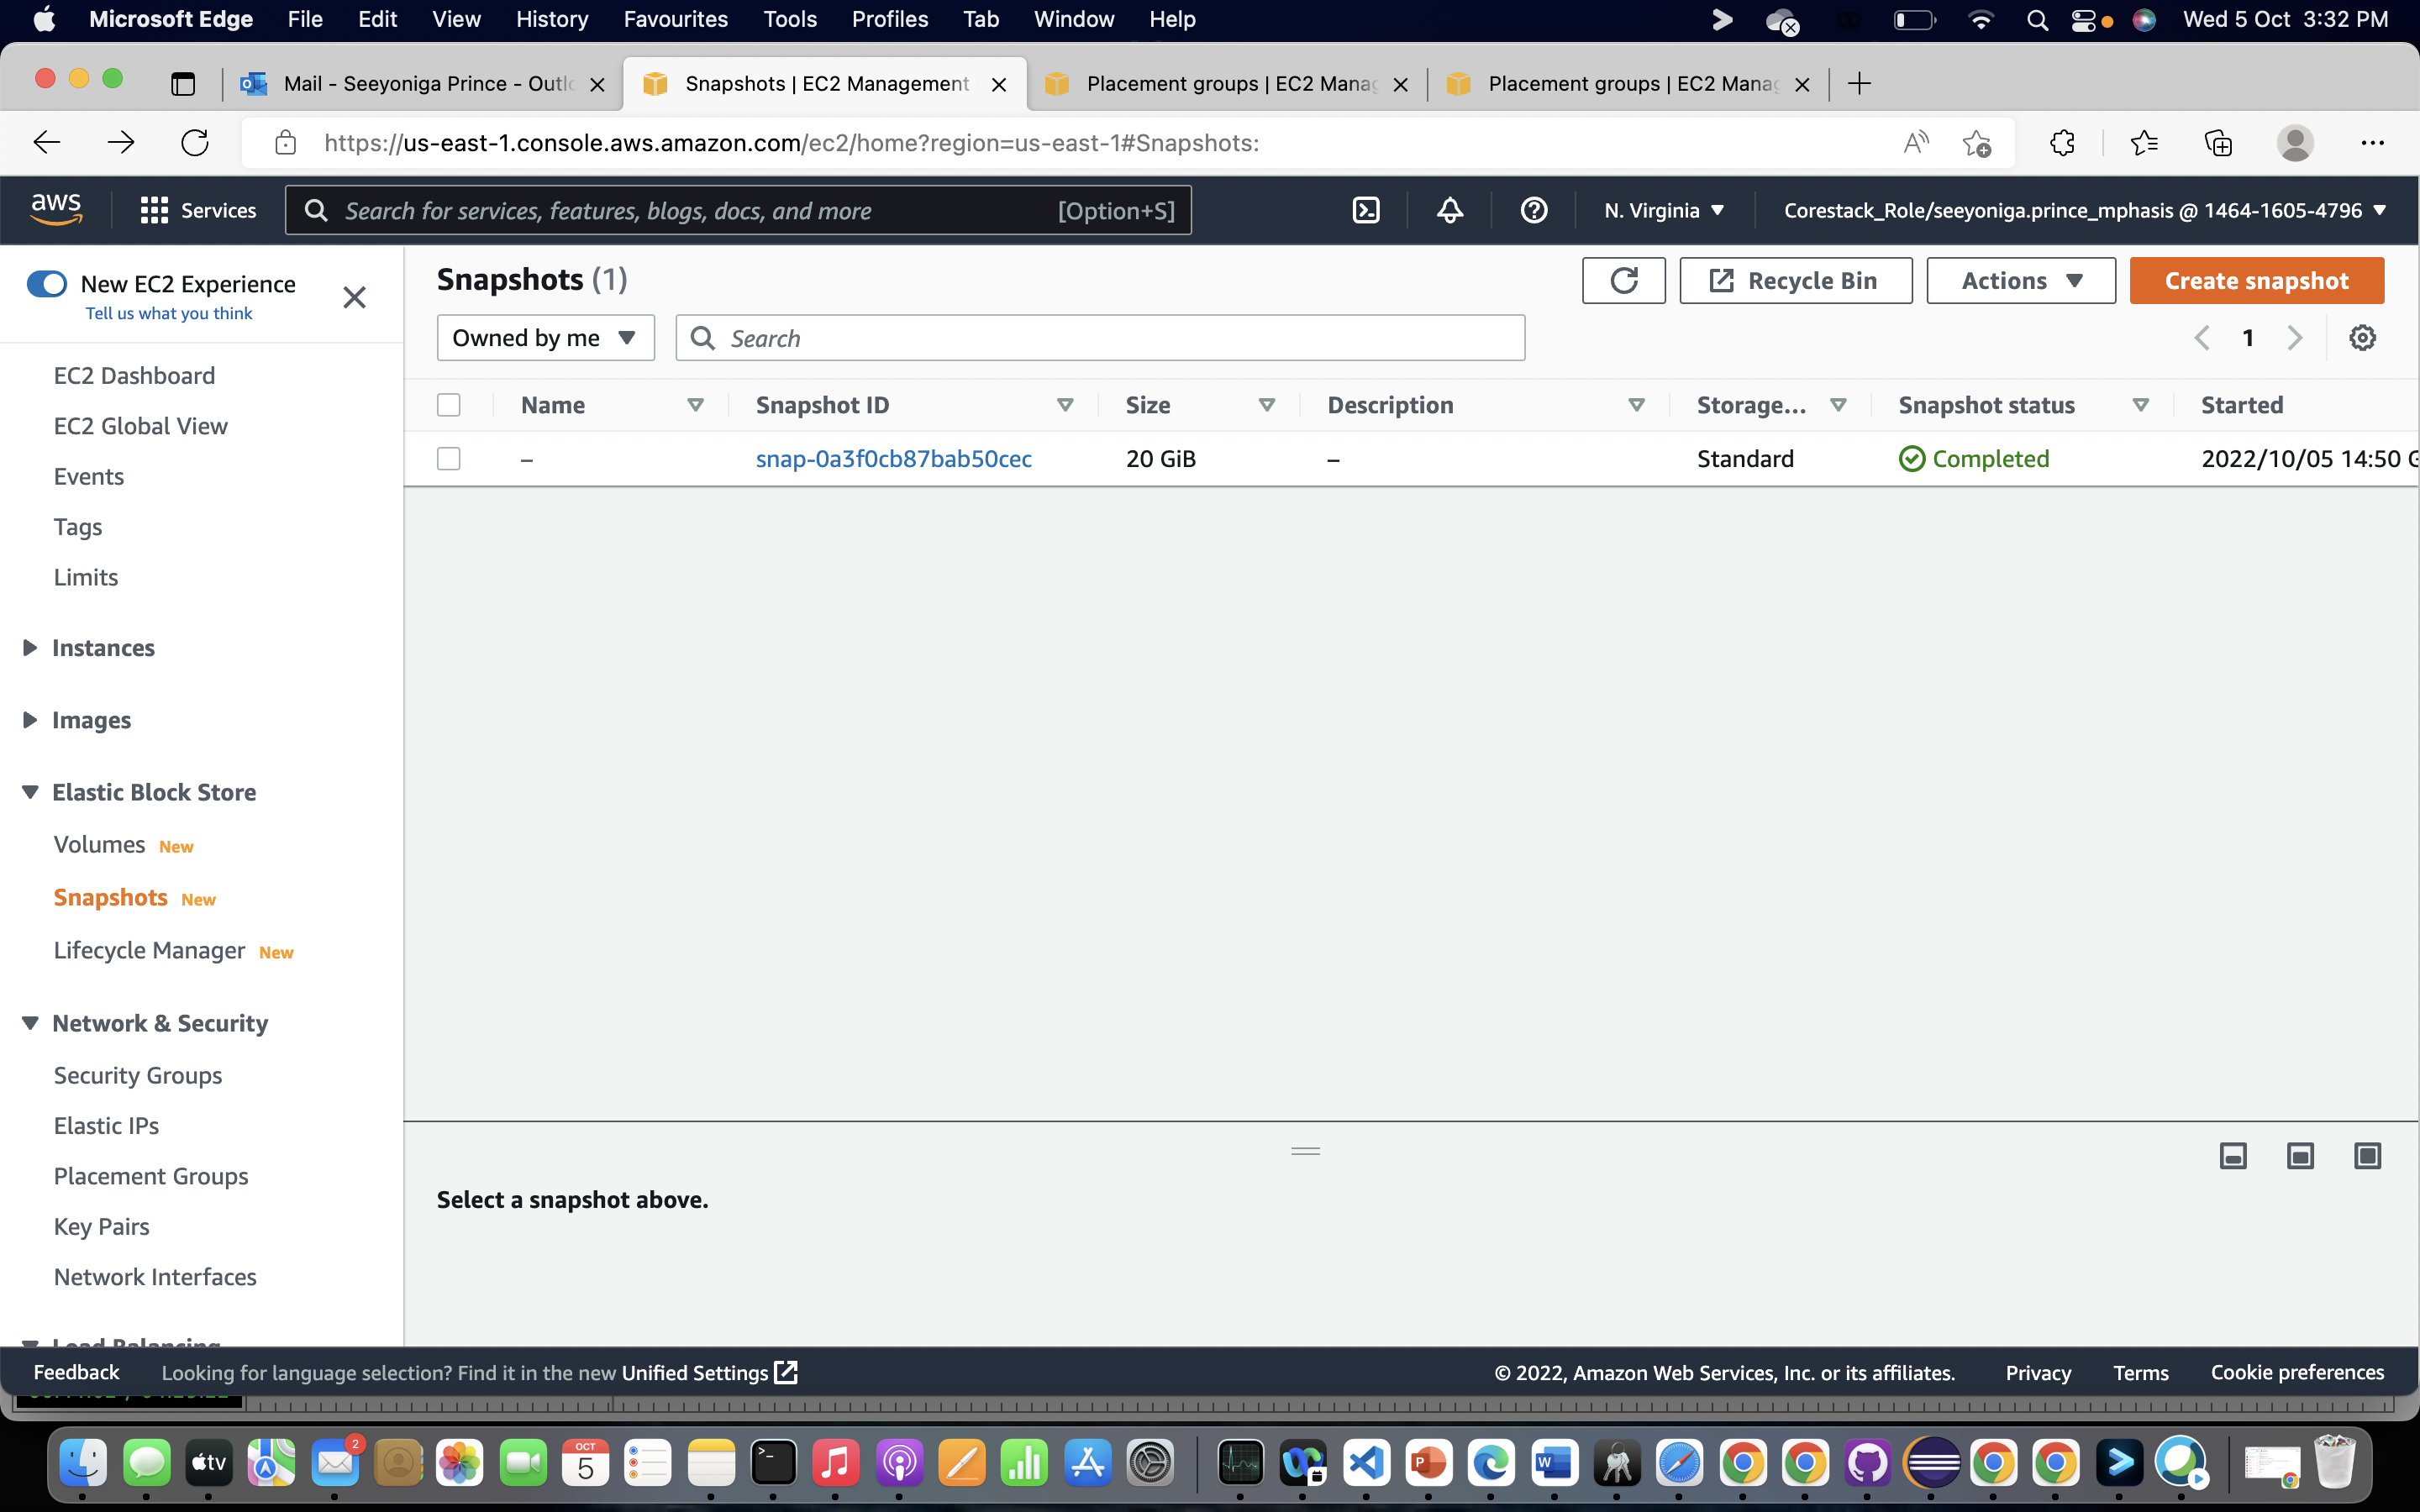 Microsoft Edge File Edit View History Favourites Tools Profiles Tab Window Help Wed 5 Oct 3:32 PM
Mail - Seeyoniga Prince - Outlo Snapshots | EC2 Management Placement groups | EC2 Manag Placement groups | EC2 Manag
https://us-east-1.console.aws.amazon.com/ec2/home?region=us-east-1#Snapshots:
aws Services Search for services, features, blogs, docs, and more [Option+S] N. Virginia Corestack_Role/seeyoniga.prince_mphasis @ 1464-1605-4796
New EC2 Experience
Tell us what you think
EC2 Dashboard
EC2 Global View
Events
Tags
Limits
Instances
Images
Elastic Block Store
Volumes New
Snapshots New
Lifecycle Manager New
Network & Security
Security Groups
Elastic IPs
Placement Groups
Key Pairs
Network Interfaces
Load Balancing
Snapshots (1) Recycle Bin Actions Create snapshot
Owned by me Search 1
Name Snapshot ID Size Description Storage... Snapshot status Started
– snap-0a3f0cb87bab50cec 20 GiB – Standard Completed 2022/10/05 14:50 G
Select a snapshot above.
Feedback Looking for language selection? Find it in the new Unified Settings © 2022, Amazon Web Services, Inc. or its affiliates. Privacy Terms Cookie preferences
2 tv OCT 5 P W